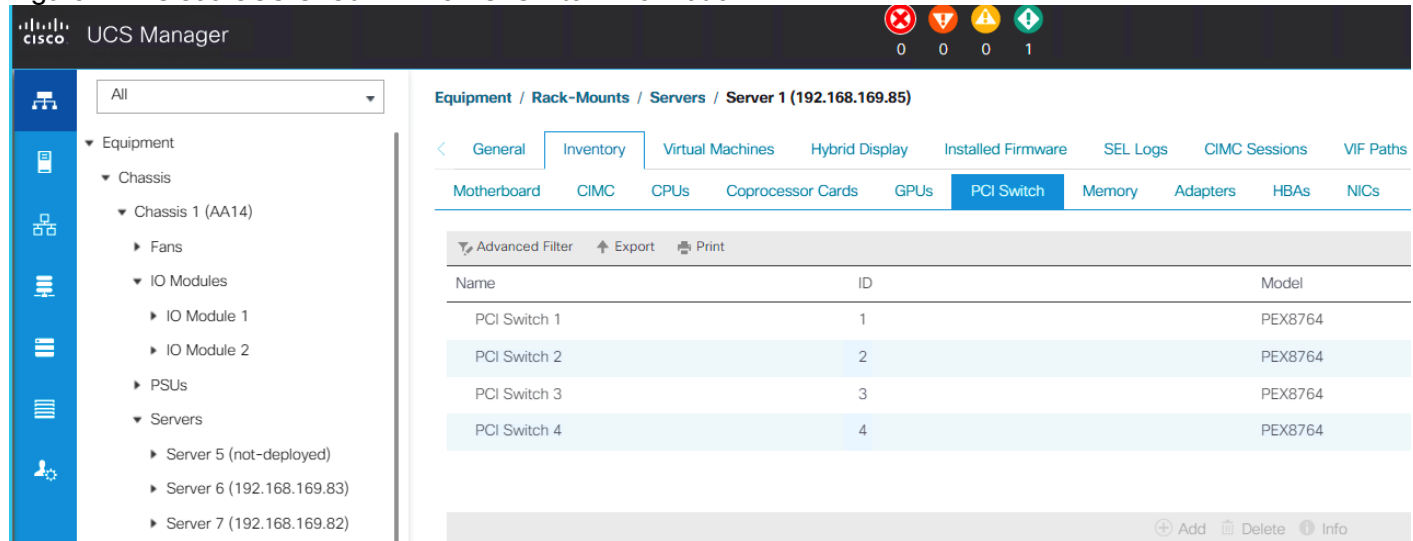 cisco UCS Manager
0 0 0 1
All
Equipment
Chassis
Chassis 1 (AA14)
Fans
IO Modules
IO Module 1
IO Module 2
PSUs
Servers
Server 5 (not-deployed)
Server 6 (192.168.169.83)
Server 7 (192.168.169.82)
Equipment / Rack-Mounts / Servers / Server 1 (192.168.169.85)
< General Inventory Virtual Machines Hybrid Display Installed Firmware SEL Logs CIMC Sessions VIF Paths
Motherboard CIMC CPUs Coprocessor Cards GPUs PCI Switch Memory Adapters HBAs NICs
Advanced Filter Export Print
Name ID Model
PCI Switch 1 1 PEX8764
PCI Switch 2 2 PEX8764
PCI Switch 3 3 PEX8764
PCI Switch 4 4 PEX8764
Add Delete Info